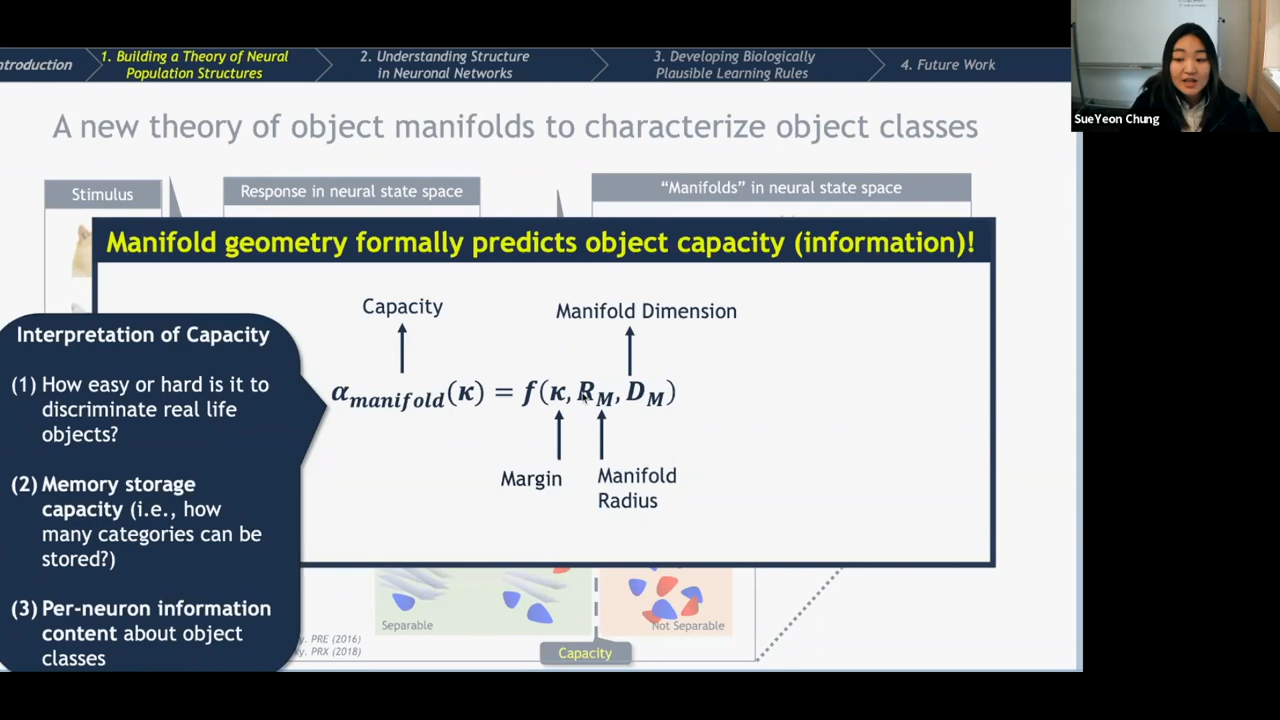 ntroduction
1. Building a Theory of Neural
Population Structures
2. Understanding Structure
in Neuronal Networks
3. Developing Biologically
Plausible Learning Rules
4. Future Work
SueYeon Chung
A new theory of object manifolds to characterize object classes
Stimulus
Response in neural state space
“Manifolds” in neural state space
Manifold geometry formally predicts object capacity (information)!
Capacity
Manifold Dimension
α_manifold(κ) = f(κ, R_M, D_M)
Margin
Manifold
Radius
Interpretation of Capacity
(1) How easy or hard is it to
discriminate real life
objects?
(2) Memory storage
capacity (i.e., how
many categories can be
stored?)
(3) Per-neuron information
content about object
classes
Separable
Not Separable
Capacity
y. PRE (2016)
ky. PRX (2018)